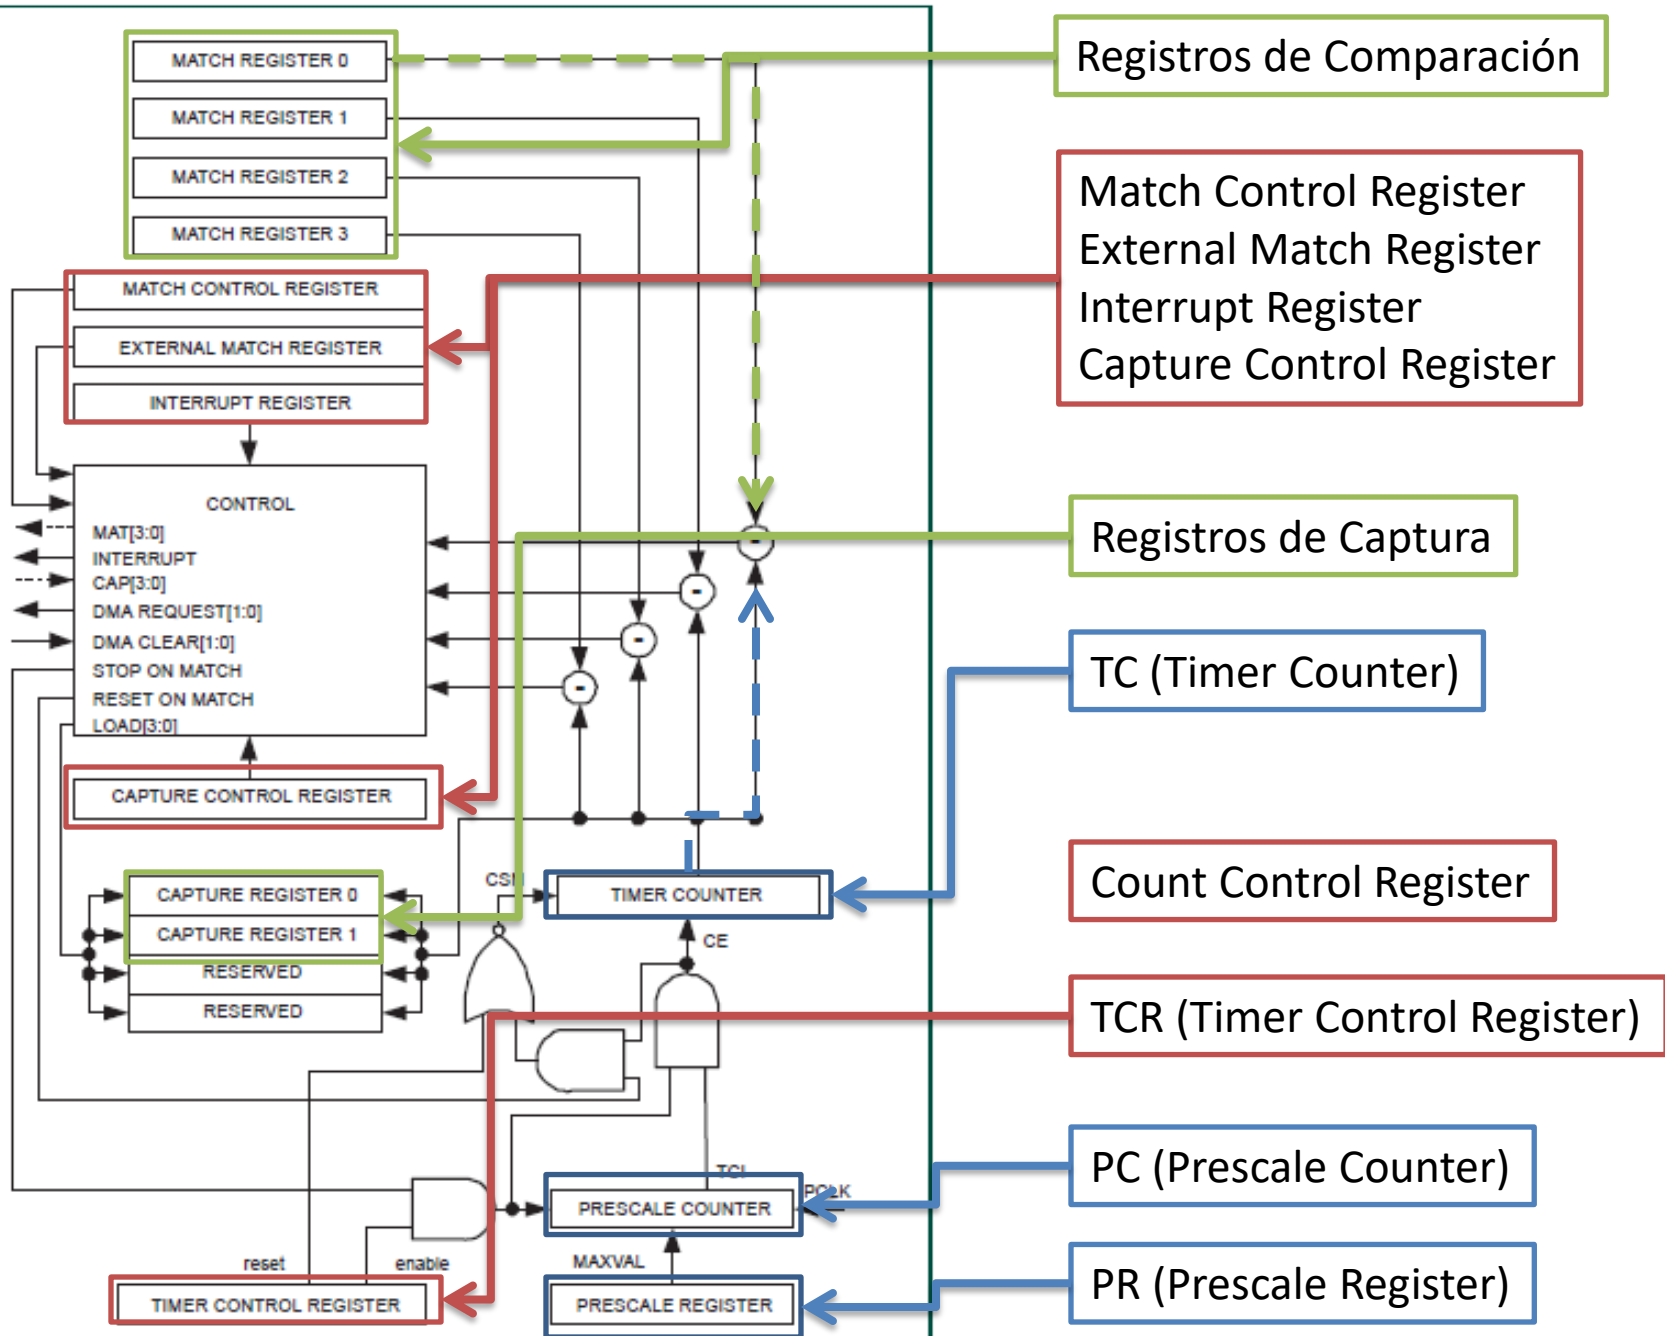 MATCH REGISTER 0
MATCH REGISTER 1
MATCH REGISTER 2
MATCH REGISTER 3
MATCH CONTROL REGISTER
EXTERNAL MATCH REGISTER
INTERRUPT REGISTER
CONTROL
MAT[3:0]
INTERRUPT
CAP[3:0]
DMA REQUEST[1:0]
DMA CLEAR[1:0]
STOP ON MATCH
RESET ON MATCH
LOAD[3:0]
-
-
-
-
CAPTURE CONTROL REGISTER
CAPTURE REGISTER 0
CAPTURE REGISTER 1
RESERVED
RESERVED
CSN
TIMER COUNTER
CE
TCI
PRESCALE COUNTER
PCLK
reset
enable
MAXVAL
TIMER CONTROL REGISTER
PRESCALE REGISTER
Registros de Comparación
Match Control Register
External Match Register
Interrupt Register
Capture Control Register
Registros de Captura
TC (Timer Counter)
Count Control Register
TCR (Timer Control Register)
PC (Prescale Counter)
PR (Prescale Register)